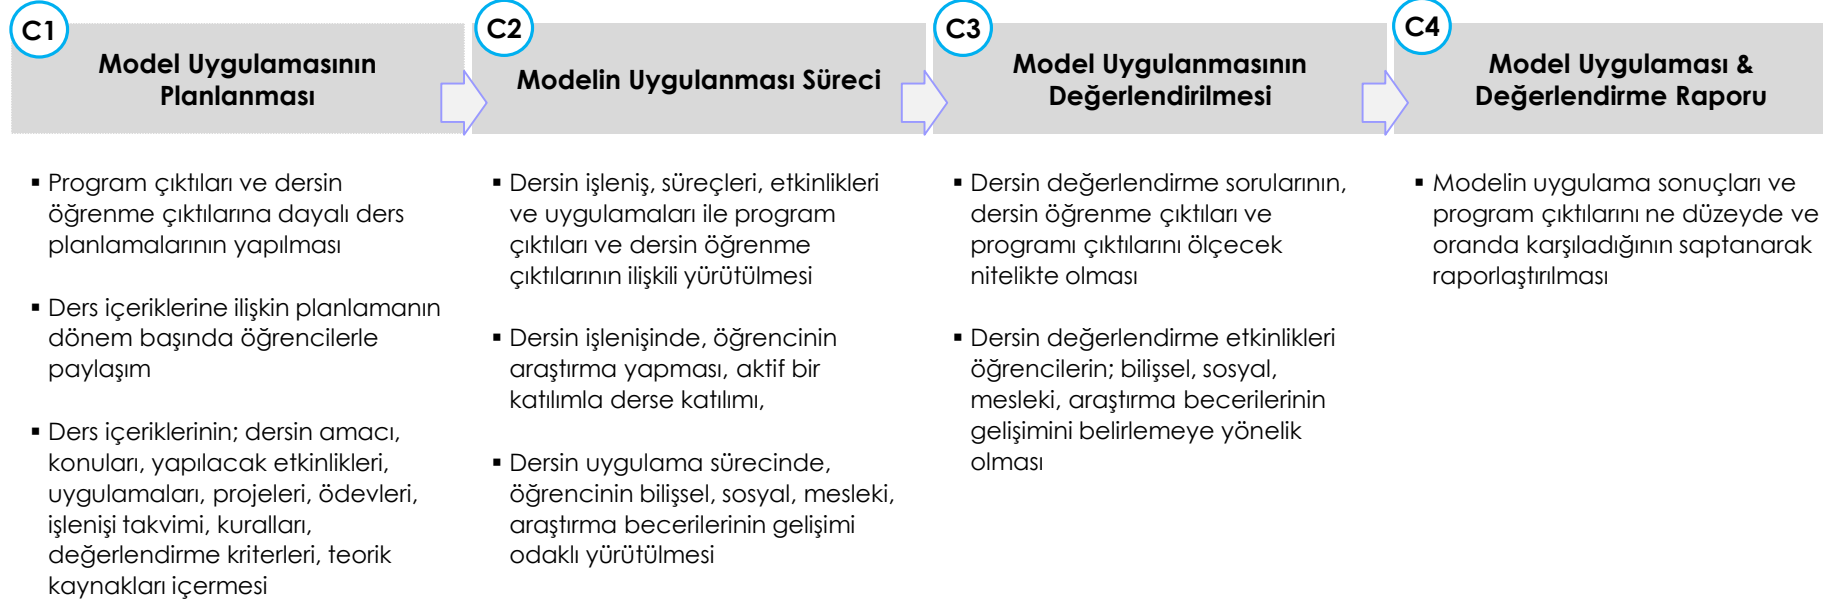 C1
Model Uygulamasının
Planlanması
▪ Program çıktıları ve dersin
öğrenme çıktılarına dayalı ders
planlamalarının yapılması
▪ Ders içeriklerine ilişkin planlamanın
dönem başında öğrencilerle
paylaşım
▪ Ders içeriklerinin; dersin amacı,
konuları, yapılacak etkinlikleri,
uygulamaları, projeleri, ödevleri,
işlenişi takvimi, kuralları,
değerlendirme kriterleri, teorik
kaynakları içermesi
C2
Modelin Uygulanması Süreci
▪ Dersin işleniş, süreçleri, etkinlikleri
ve uygulamaları ile program
çıktıları ve dersin öğrenme
çıktılarının ilişkili yürütülmesi
▪ Dersin işlenişinde, öğrencinin
araştırma yapması, aktif bir
katılımla derse katılımı,
▪ Dersin uygulama sürecinde,
öğrencinin bilişsel, sosyal, mesleki,
araştırma becerilerinin gelişimi
odaklı yürütülmesi
C3
Model Uygulanmasının
Değerlendirilmesi
▪ Dersin değerlendirme sorularının,
dersin öğrenme çıktıları ve
programı çıktılarını ölçecek
nitelikte olması
▪ Dersin değerlendirme etkinlikleri
öğrencilerin; bilişsel, sosyal,
mesleki, araştırma becerilerinin
gelişimini belirlemeye yönelik
olması
C4
Model Uygulaması &
Değerlendirme Raporu
▪ Modelin uygulama sonuçları ve
program çıktılarını ne düzeyde ve
oranda karşıladığının saptanarak
raporlaştırılması